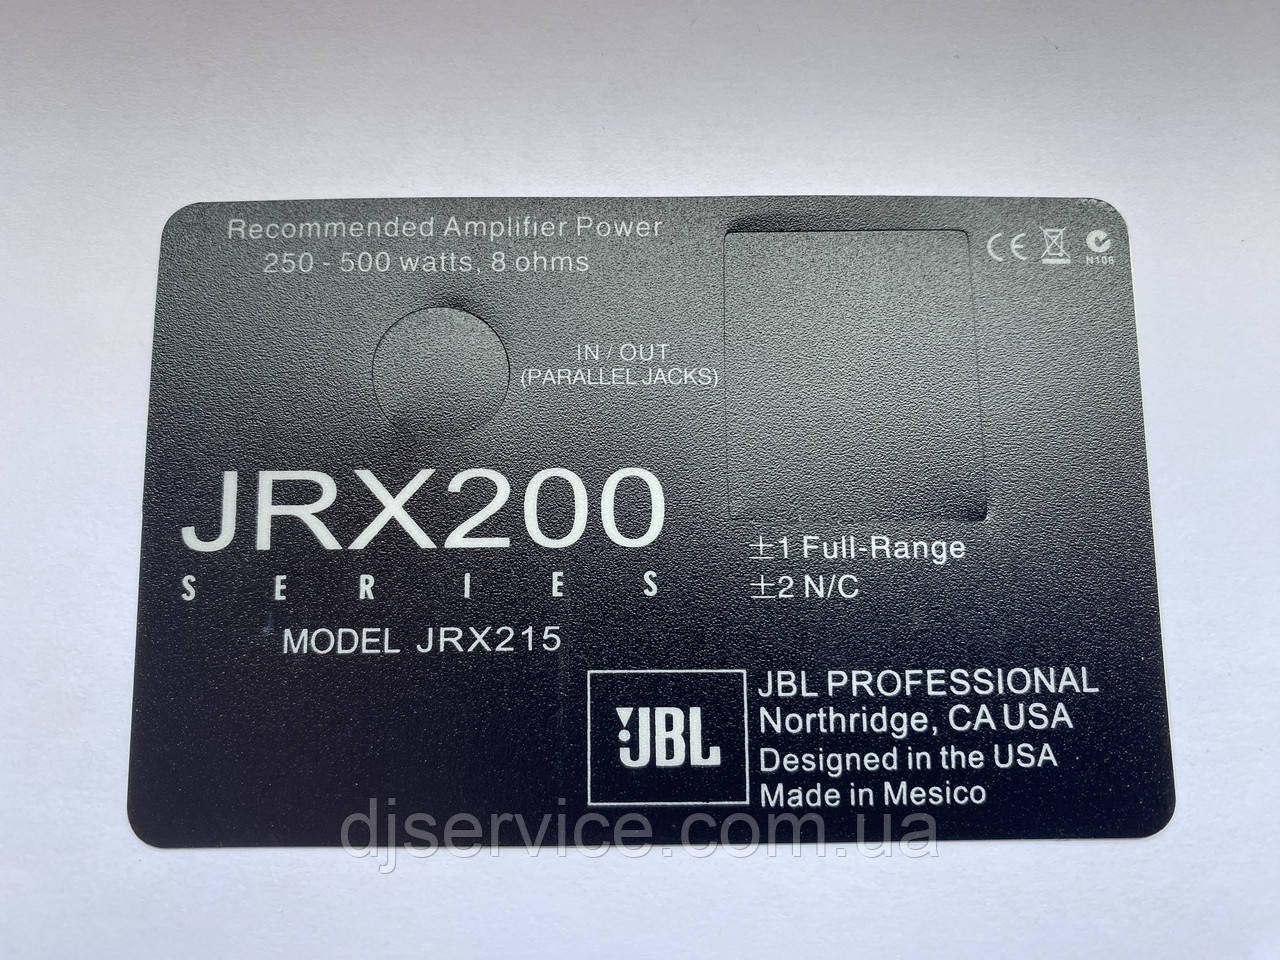 Recommended Amplifier Power
250 - 500 watts, 8 ohms
CE
N108
IN / OUT
(PARALLEL JACKS)
JRX200
SERIES
±1 Full-Range
±2 N/C
MODEL JRX215
JBL
JBL PROFESSIONAL
Northridge, CA USA
Designed in the USA
Made in Mesico
djservice.com.ua